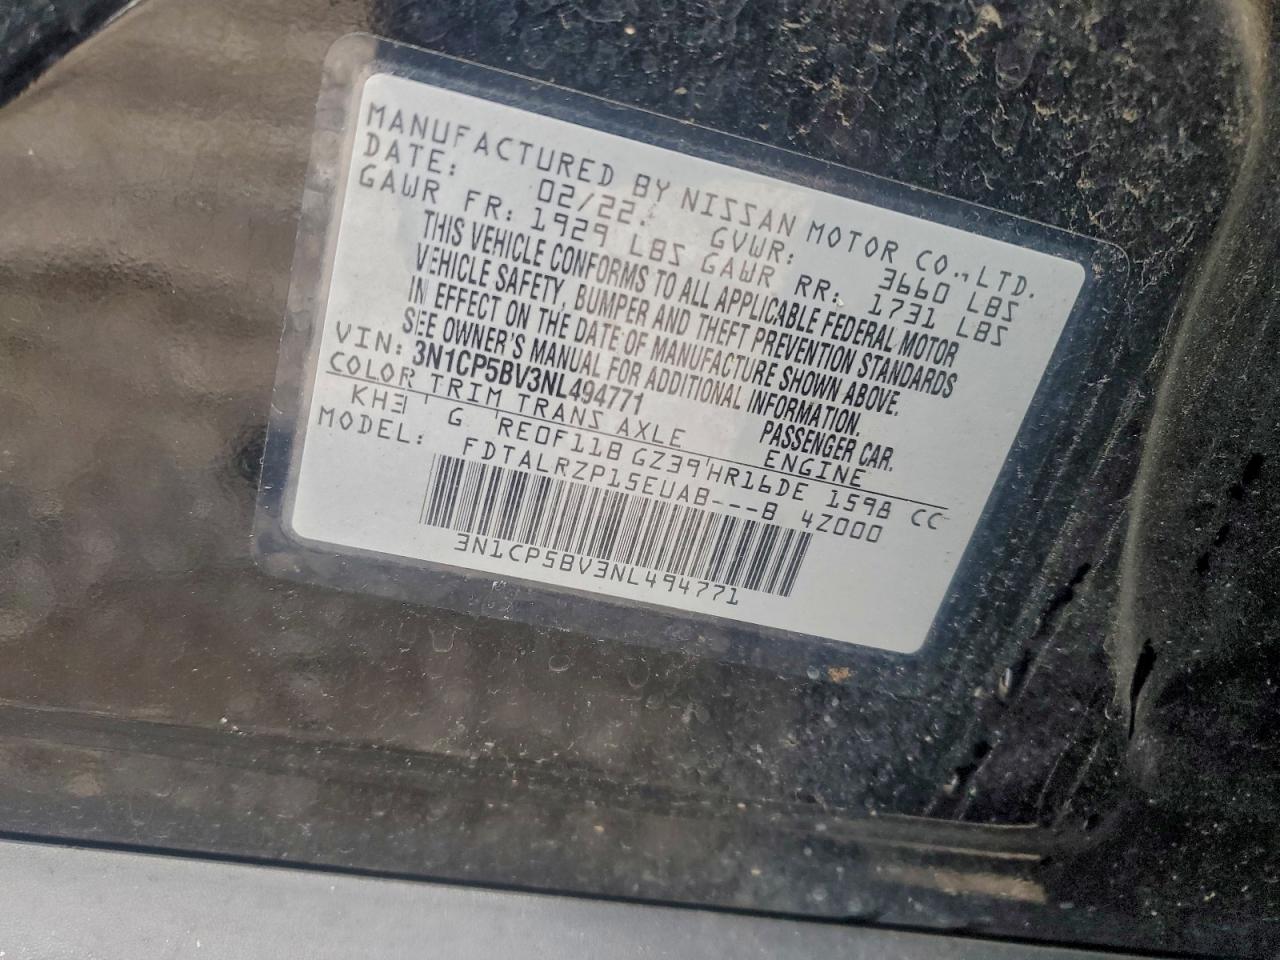 MANUFACTURED BY NISSAN MOTOR CO., LTD.
DATE: 02/22. GVWR: 3660 LBS
GAWR FR: 1929 LBS GAWR RR: 1731 LBS
THIS VEHICLE CONFORMS TO ALL APPLICABLE FEDERAL MOTOR
VEHICLE SAFETY, BUMPER AND THEFT PREVENTION STANDARDS
IN EFFECT ON THE DATE OF MANUFACTURE SHOWN ABOVE.
SEE OWNER'S MANUAL FOR ADDITIONAL INFORMATION.
VIN: 3N1CP5BV3NL494771 PASSENGER CAR.
COLOR TRIM TRANS AXLE ENGINE
KH3 G RE0F11B GZ39 HR16DE 1598 CC
MODEL: FDTALRZP15EUAB---B 4Z000
3N1CP5BV3NL494771